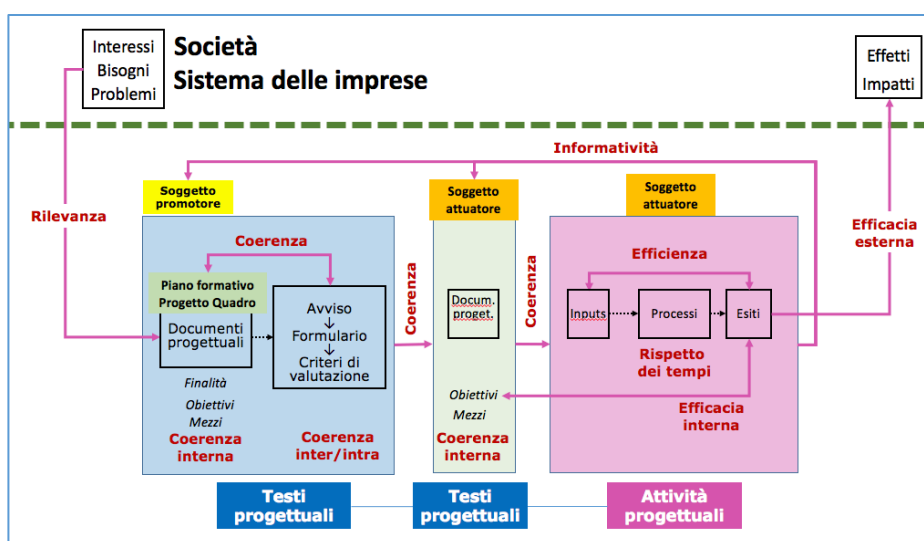 Interessi
Bisogni
Problemi
Società
Sistema delle imprese
Effetti
Impatti
Informatività
Soggetto
promotore
Soggetto
attuatore
Soggetto
attuatore
Rilevanza
Efficacia
esterna
Coerenza
Piano formativo
Progetto Quadro
Documenti
progettuali
Avviso
↓
Formulario
↓
Criteri di
valutazione
Finalità
Obiettivi
Mezzi
Coerenza
interna
Coerenza
inter/intra
Coerenza
Docum.
proget.
Obiettivi
Mezzi
Coerenza
interna
Coerenza
Efficienza
Inputs
Processi
Esiti
Rispetto
dei tempi
Efficacia
interna
Testi
progettuali
Testi
progettuali
Attività
progettuali